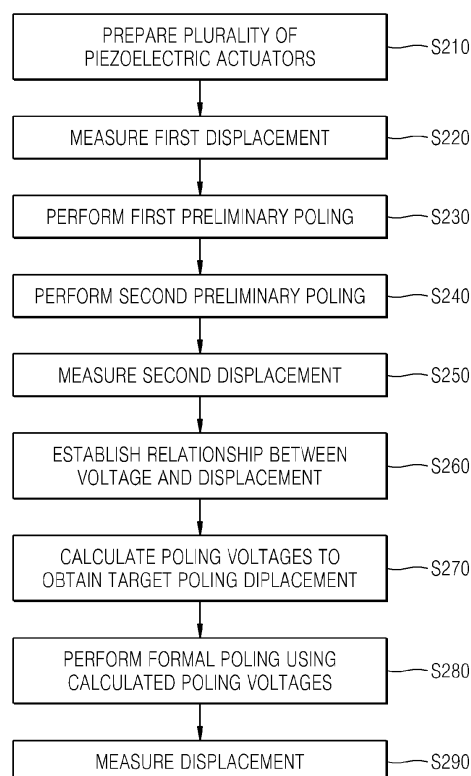 PREPARE PLURALITY OF
PIEZOELECTRIC ACTUATORS
S210
MEASURE FIRST DISPLACEMENT
S220
PERFORM FIRST PRELIMINARY POLING
S230
PERFORM SECOND PRELIMINARY POLING
S240
MEASURE SECOND DISPLACEMENT
S250
ESTABLISH RELATIONSHIP BETWEEN
VOLTAGE AND DISPLACEMENT
S260
CALCULATE POLING VOLTAGES TO
OBTAIN TARGET POLING DIPLACEMENT
S270
PERFORM FORMAL POLING USING
CALCULATED POLING VOLTAGES
S280
MEASURE DISPLACEMENT
S290